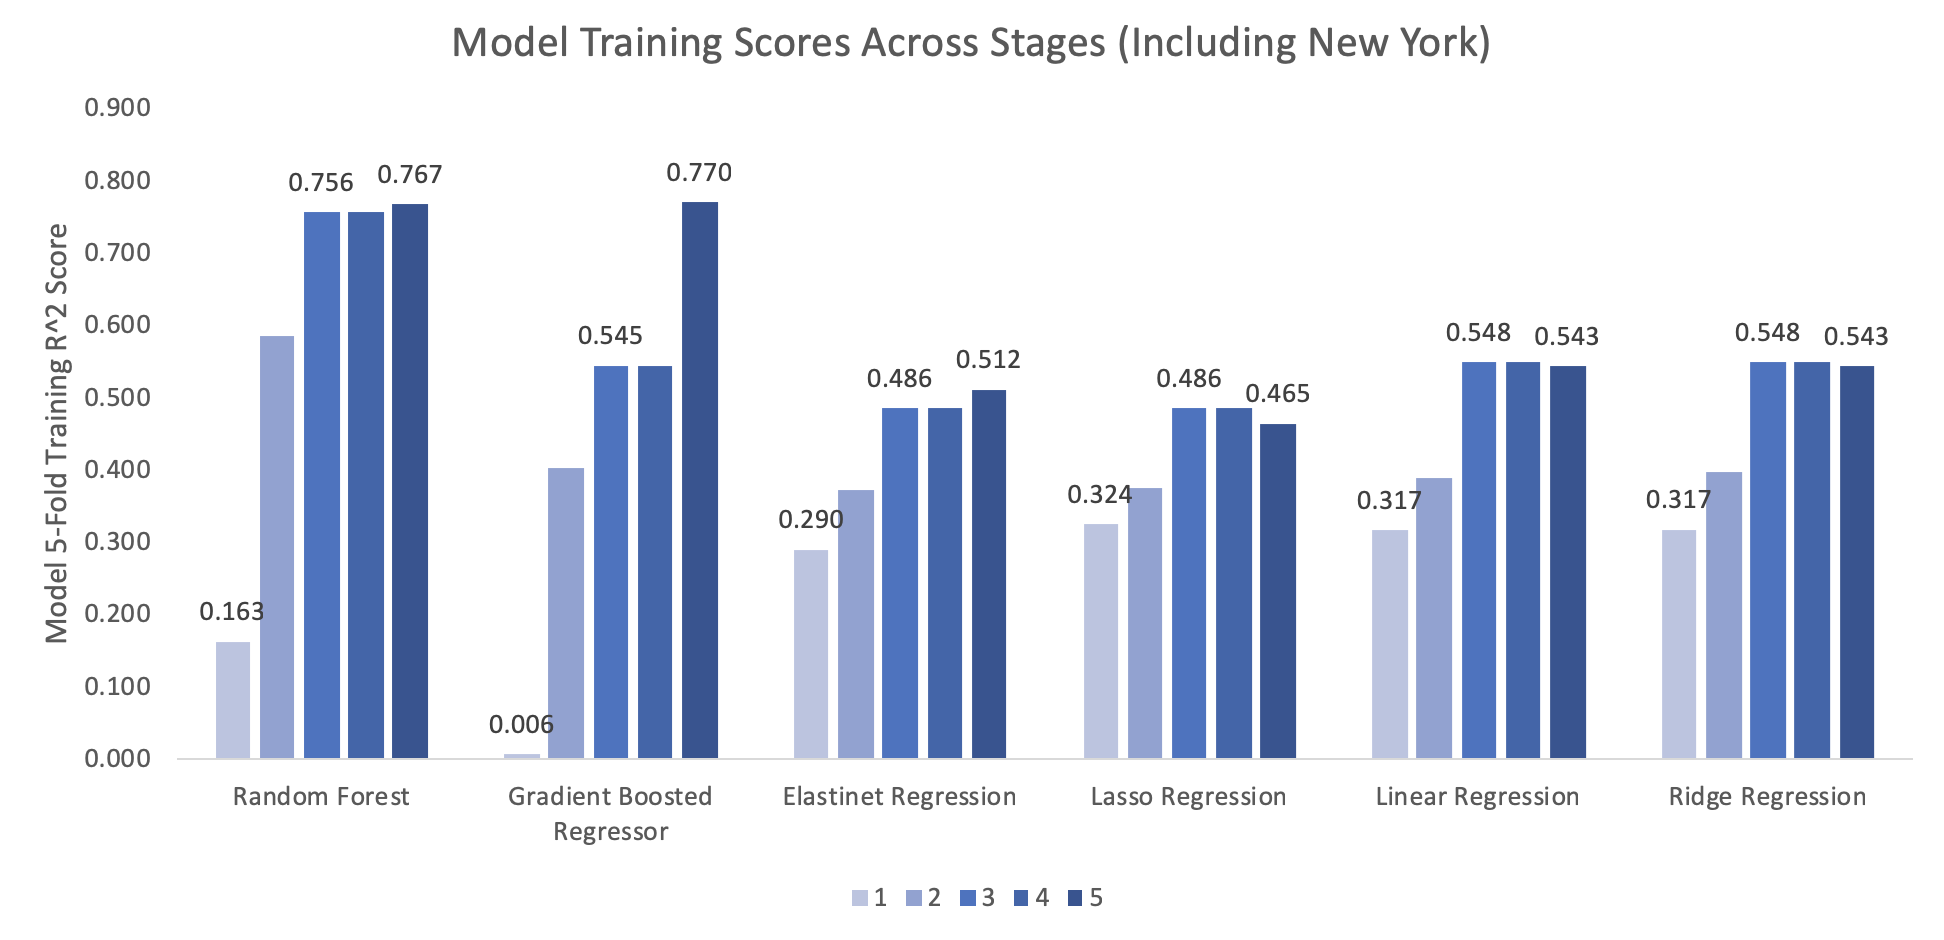 Model Training Scores Across Stages (Including New York)
Model 5-Fold Training R^2 Score
0.900
0.800
0.700
0.600
0.500
0.400
0.300
0.200
0.100
0.000
0.163
0.756
0.767
0.006
0.545
0.770
0.290
0.486
0.512
0.324
0.486
0.465
0.317
0.548
0.543
0.317
0.548
0.543
Random Forest
Gradient Boosted
Regressor
Elastinet Regression
Lasso Regression
Linear Regression
Ridge Regression
1 2 3 4 5